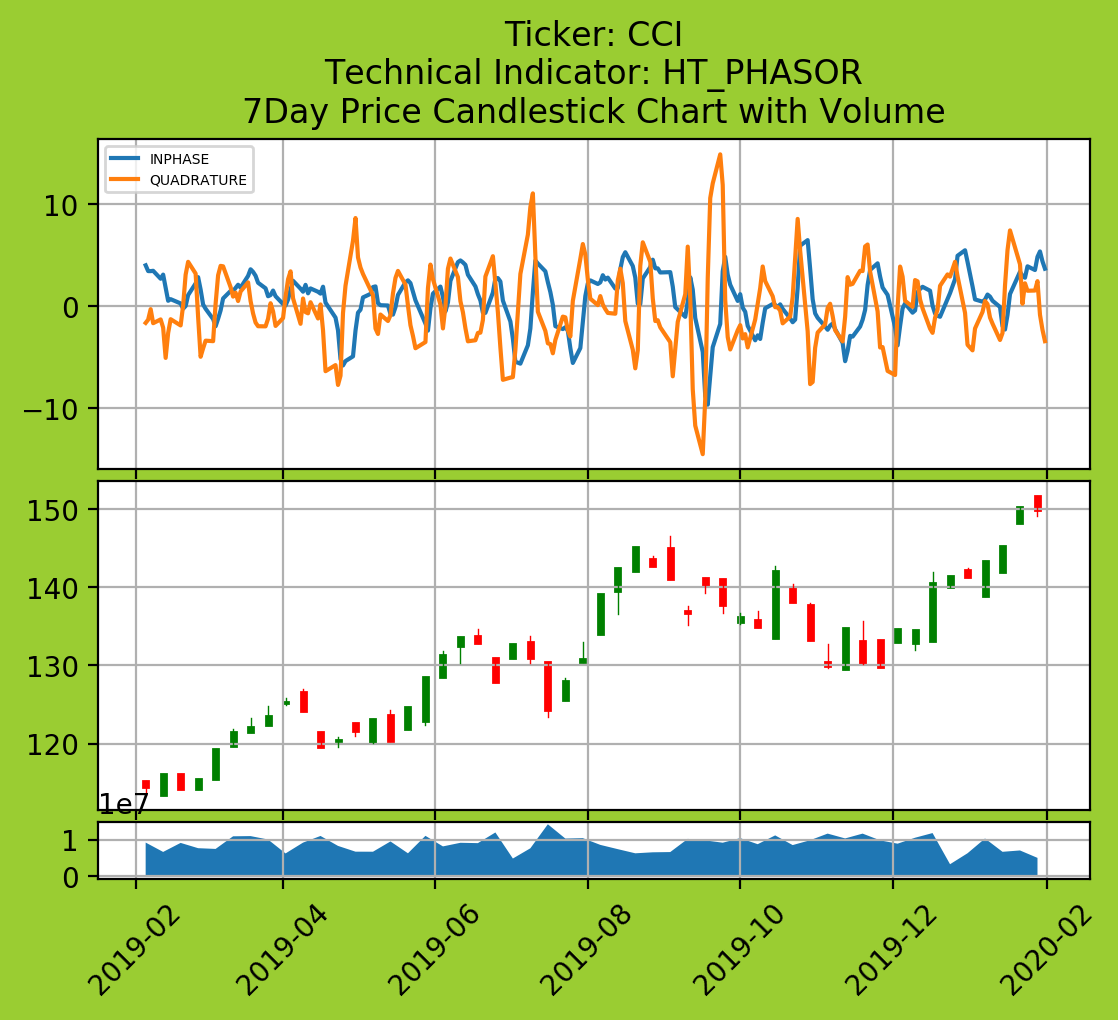 Ticker: CCI
Technical Indicator: HT_PHASOR
7Day Price Candlestick Chart with Volume
INPHASE
QUADRATURE
10
0
−10
150
140
130
120
1e7
1
0
2019-02
2019-04
2019-06
2019-08
2019-10
2019-12
2020-02